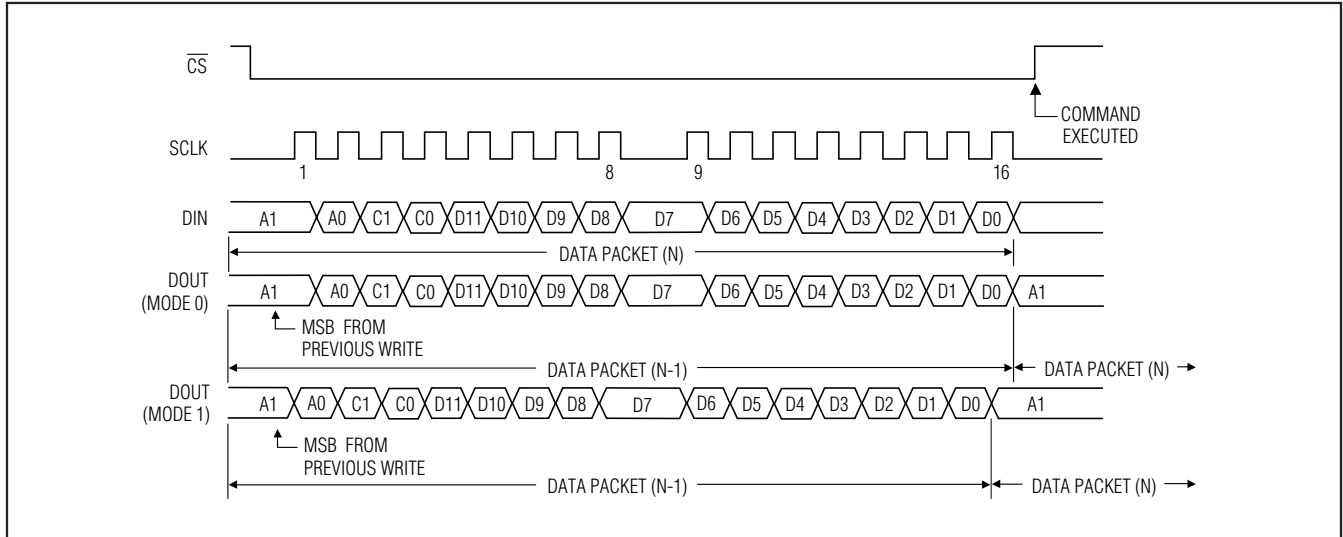 CS
COMMAND
EXECUTED
SCLK
1 8 9 16
DIN A1 A0 C1 C0 D11 D10 D9 D8 D7 D6 D5 D4 D3 D2 D1 D0
DATA PACKET (N)
DOUT
(MODE 0)
A1 A0 C1 C0 D11 D10 D9 D8 D7 D6 D5 D4 D3 D2 D1 D0 A1
MSB FROM
PREVIOUS WRITE
DATA PACKET (N-1) DATA PACKET (N)
DOUT
(MODE 1)
A1 A0 C1 C0 D11 D10 D9 D8 D7 D6 D5 D4 D3 D2 D1 D0 A1
MSB FROM
PREVIOUS WRITE
DATA PACKET (N-1) DATA PACKET (N)